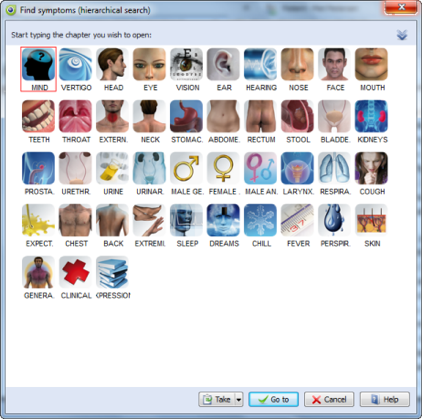 Find symptoms (hierarchical search)
Start typing the chapter you wish to open:
MIND VERTIGO HEAD EYE VISION EAR HEARING NOSE FACE MOUTH
TEETH THROAT EXTERN. NECK STOMAC. ABDOME. RECTUM STOOL BLADDE. KIDNEYS
PROSTA. URETHR. URINE URINAR. MALE GE. FEMALE . MALE AN. LARYNX. RESPIRA. COUGH
EXPECT. CHEST BACK EXTREMI. SLEEP DREAMS CHILL FEVER PERSPIR. SKIN
GENERA. CLINICAL XPRESSION
Take Go to Cancel Help